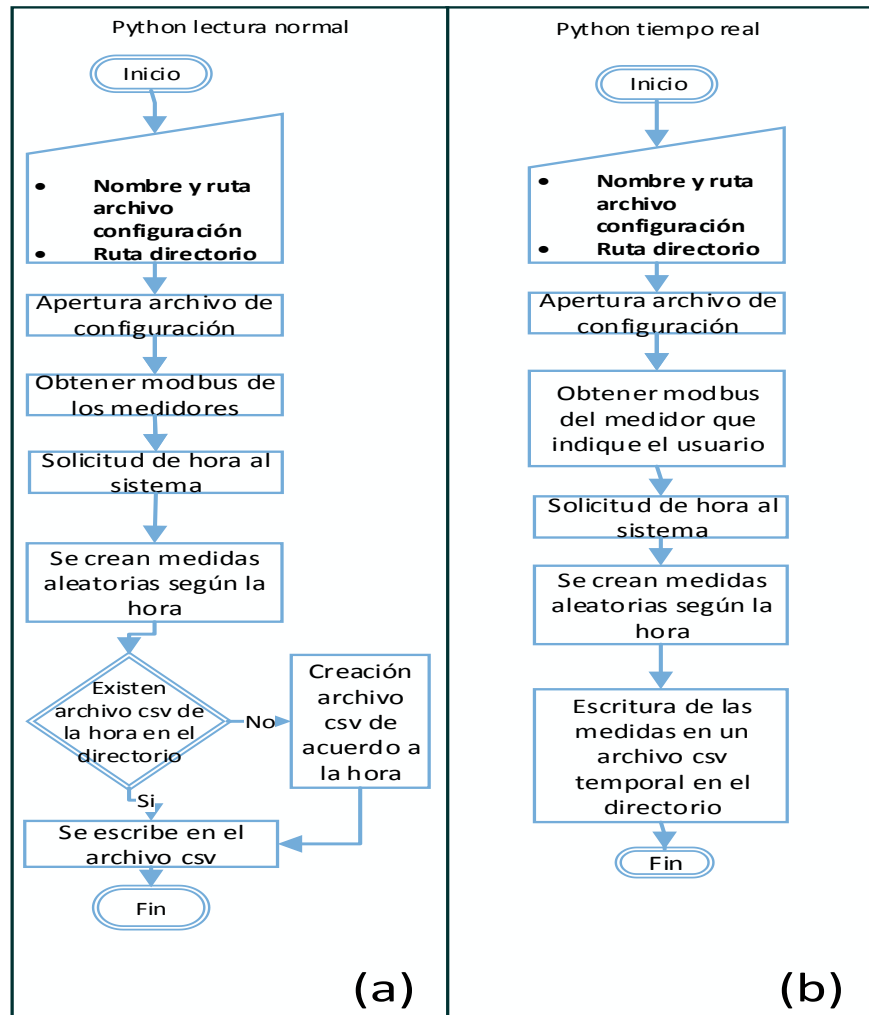 Python lectura normal
Inicio
• Nombre y ruta
archivo
configuración
• Ruta directorio
Apertura archivo de
configuración
Obtener modbus de
los medidores
Solicitud de hora al
sistema
Se crean medidas
aleatorias según la
hora
Existen
archivo csv de
la hora en el
directorio
No
Creación
archivo
csv de
acuerdo a
la hora
Si
Se escribe en el
archivo csv
Fin
(a)
Python tiempo real
Inicio
• Nombre y ruta
archivo
configuración
• Ruta directorio
Apertura archivo de
configuración
Obtener modbus
del medidor que
indique el usuario
Solicitud de hora al
sistema
Se crean medidas
aleatorias según la
hora
Escritura de las
medidas en un
archivo csv
temporal en el
directorio
Fin
(b)